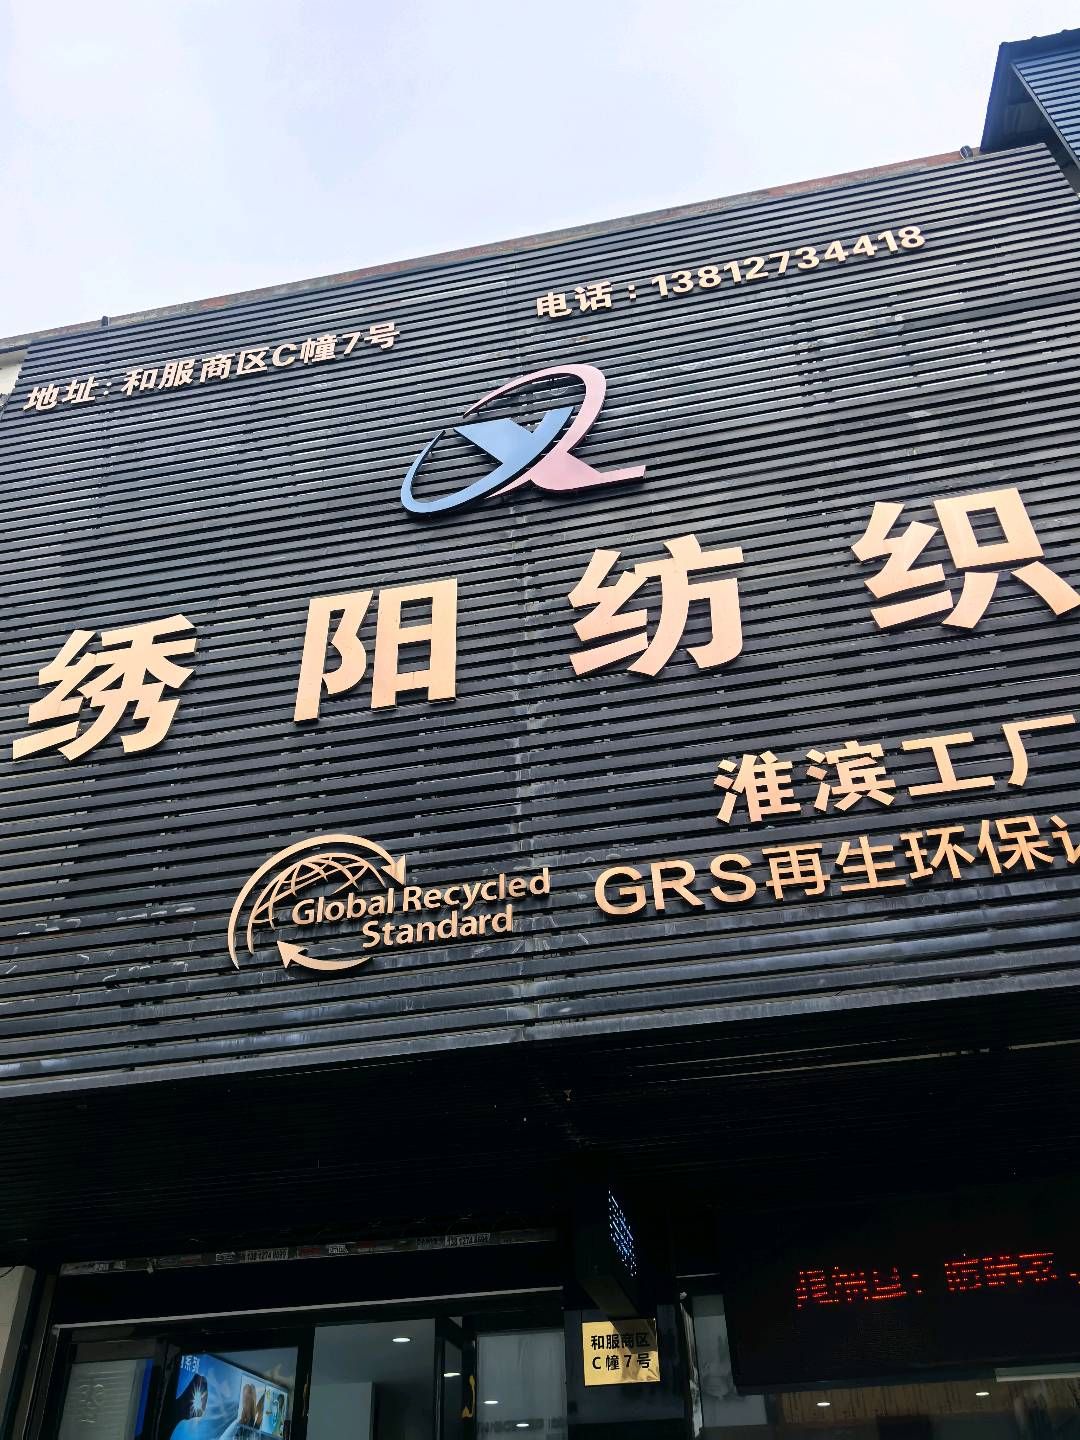 地址：和服商区C幢7号
电话：13812734418
绣阳纺织
淮滨工厂
GRS再生环保
Global Recycled
Standard
和服商区
C幢7号